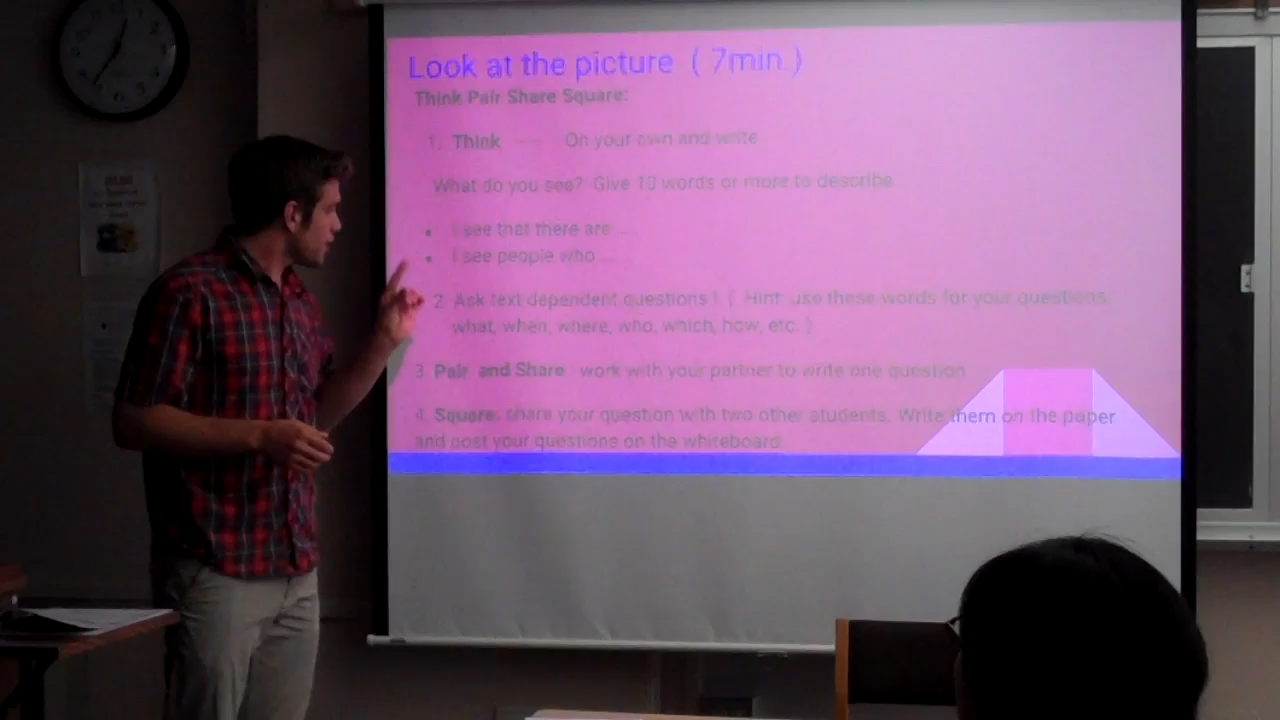 Look at the picture ( 7min.)
Think Pair Share Square:
1. Think ---- On your own and write
What do you see? Give 10 words or more to describe
• I see that there are ....
• I see people who ....
2. Ask text dependent questions ! ( Hint: use these words for your questions:
what, when, where, who, which, how, etc. )
3. Pair and Share work with your partner to write one question
4. Square: share your question with two other students. Write them on the paper
and post your questions on the whiteboard.